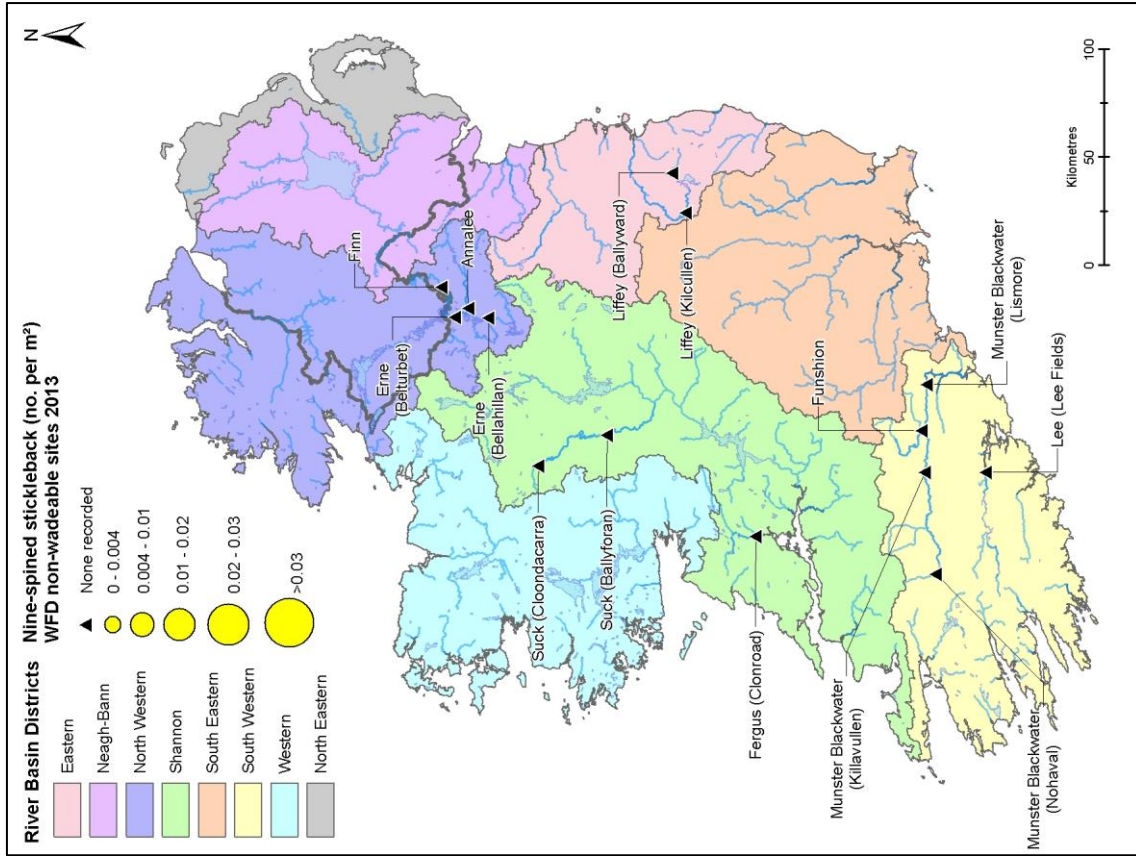 River Basin Districts
Eastern
Neagh-Bann
North Western
Shannon
South Eastern
South Western
Western
North Eastern
Nine-spined stickleback (no. per m²)
WFD non-wadeable sites 2013
None recorded
0 - 0.004
0.004 - 0.01
0.01 - 0.02
0.02 - 0.03
>0.03
N
Finn
Annalee
Erne
(Belturbet)
Erne
(Bellahillan)
Suck (Cloondacarra)
Suck (Ballyforan)
Liffey (Ballyward)
Liffey (Kilcullen)
Fergus (Clonroad)
Funshion
Munster Blackwater
(Lismore)
Lee (Lee Fields)
Munster Blackwater
(Killavullen)
Munster Blackwater
(Nohaval)
0
50
100
Kilometres